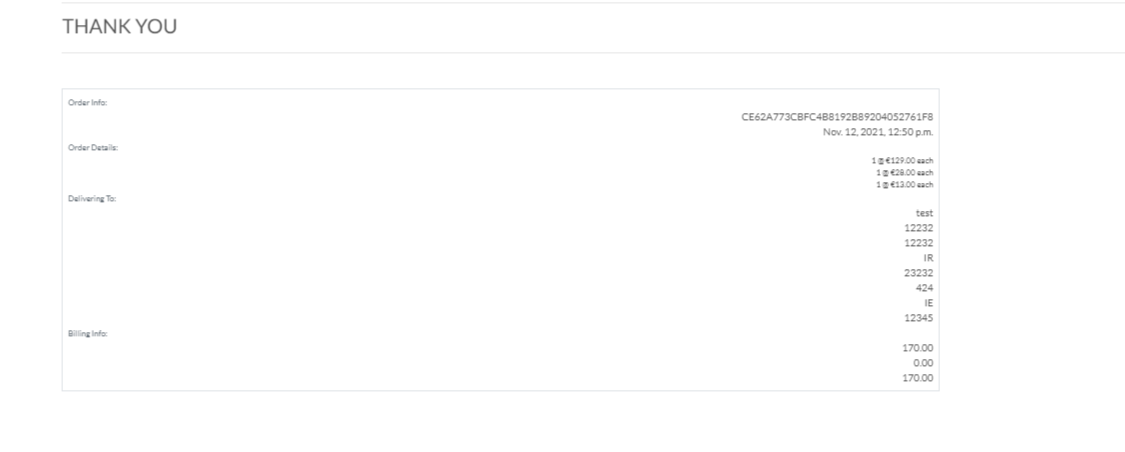 THANK YOU
Order Info:
CE62A773CBFC4B8192B89204052761F8
Nov. 12, 2021, 12:50 p.m.
Order Details:
1 @ €129.00 each
1 @ €28.00 each
1 @ €13.00 each
Delivering To:
test
12232
12232
IR
23232
424
IE
12345
Billing Info:
170.00
0.00
170.00